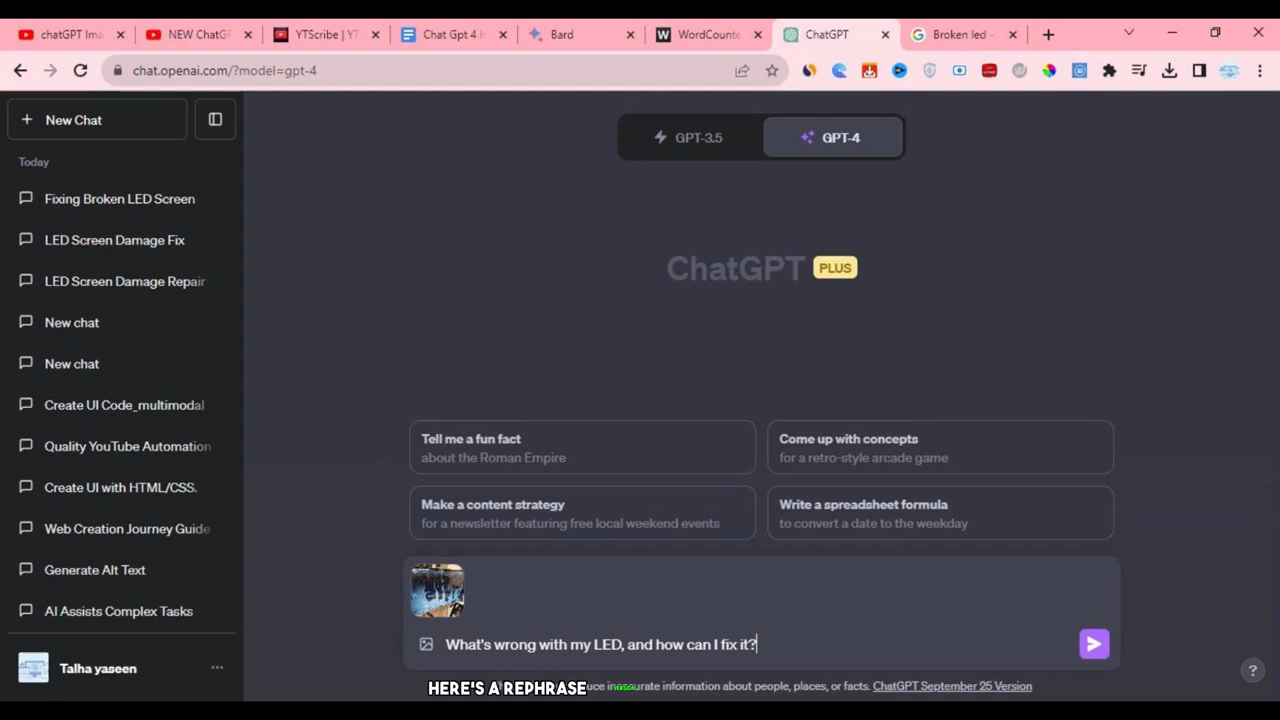 chatGPT Ima
NEW ChatGP
YTScribe | YT
Chat Gpt 4 I
Bard
WordCounte
ChatGPT
Broken led -
chat.openai.com/?model=gpt-4
New Chat
GPT-3.5
GPT-4
Today
Fixing Broken LED Screen
LED Screen Damage Fix
LED Screen Damage Repair
New chat
New chat
Create UI Code_multimodal
Quality YouTube Automation
Create UI with HTML/CSS.
Web Creation Journey Guide
Generate Alt Text
AI Assists Complex Tasks
Talha yaseen
ChatGPT PLUS
Tell me a fun fact
about the Roman Empire
Come up with concepts
for a retro-style arcade game
Make a content strategy
for a newsletter featuring free local weekend events
Write a spreadsheet formula
to convert a date to the weekday
What's wrong with my LED, and how can I fix it?
HERE'S A REPHRASE
uce inaccurate information about people, places, or facts. ChatGPT September 25 Version
?